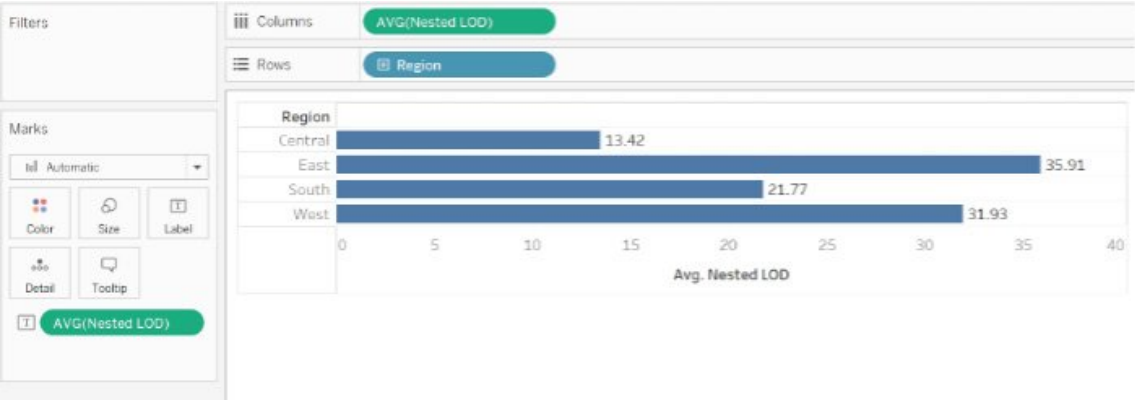 Filters
Columns AVG(Nested LOD)
Rows Region
Marks
Automatic
Color Size Label
Detail Tooltip
AVG(Nested LOD)
Region
Central 13.42
East 35.91
South 21.77
West 31.93
0 5 10 15 20 25 30 35 40
Avg. Nested LOD